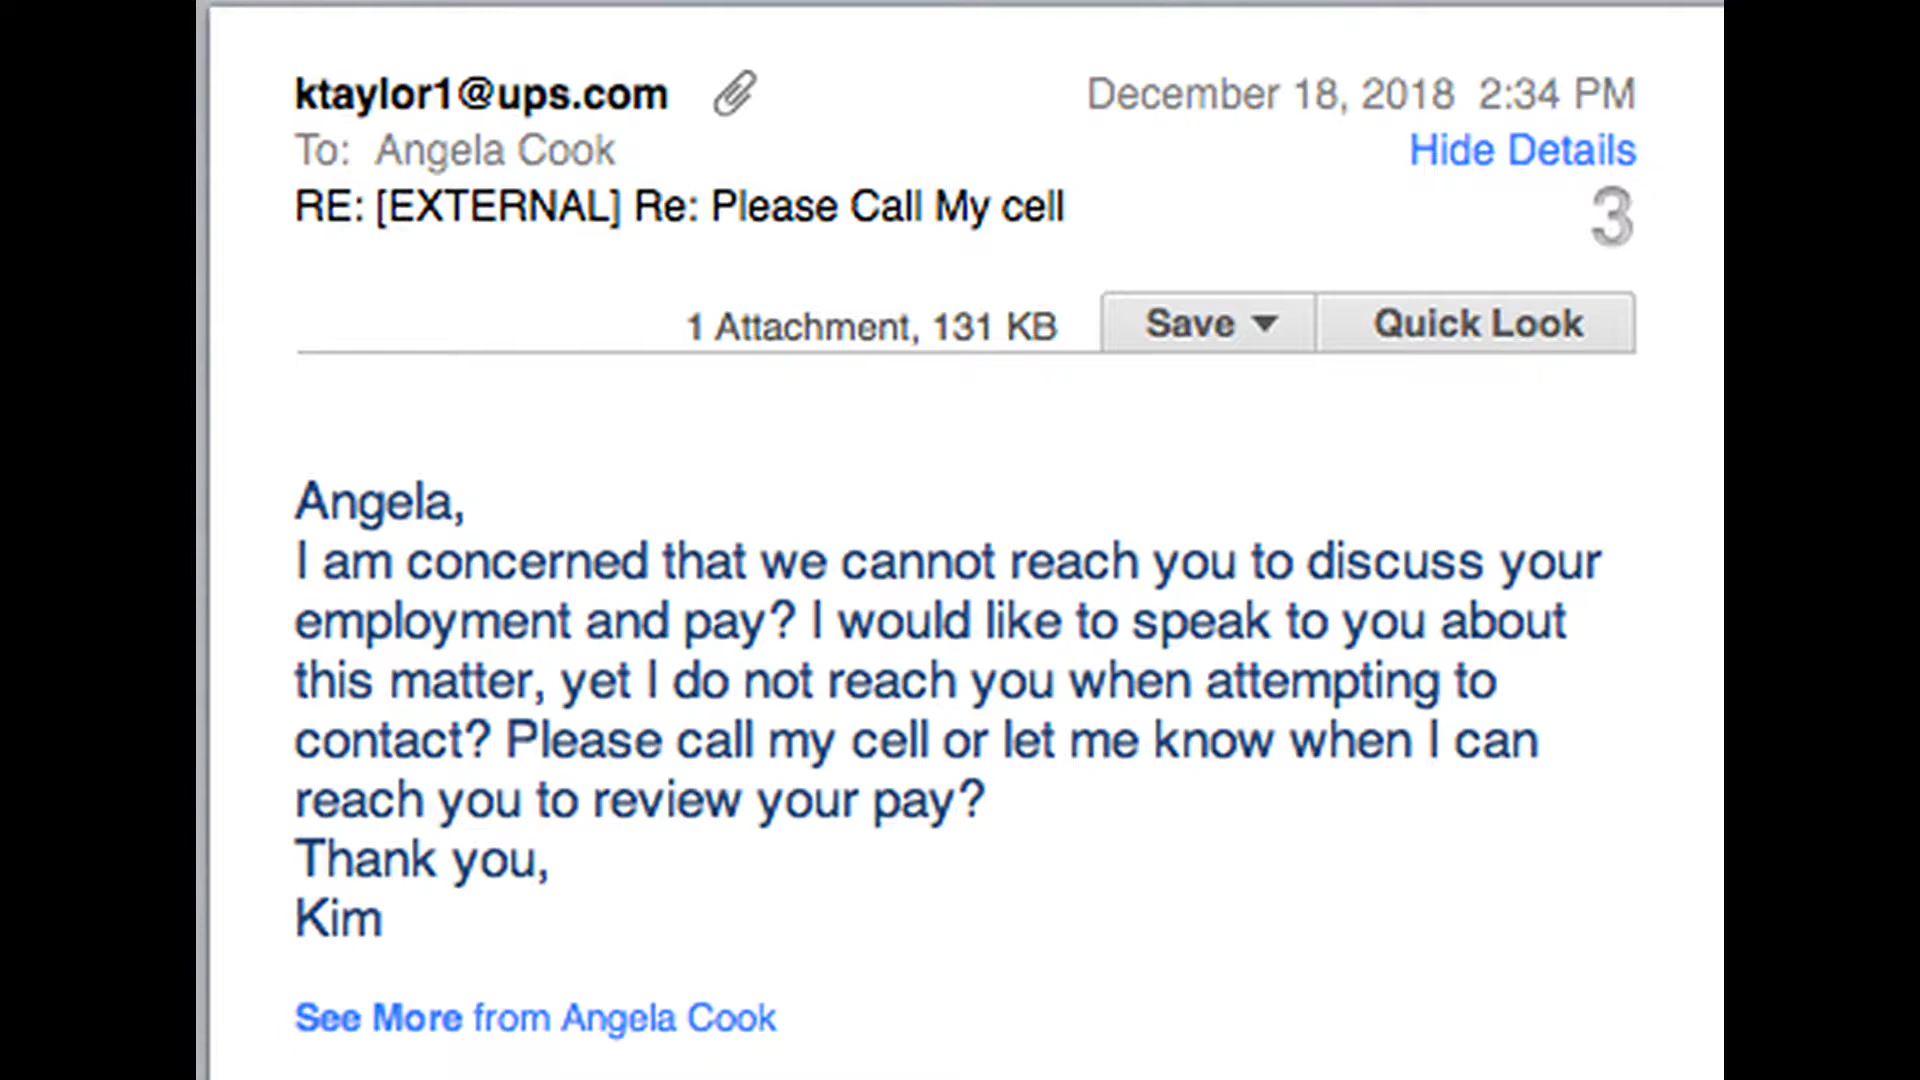 ktaylor1@ups.com
December 18, 2018 2:34 PM
To: Angela Cook
Hide Details
RE: [EXTERNAL] Re: Please Call My cell
3
1 Attachment, 131 KB
Save
Quick Look
Angela,
I am concerned that we cannot reach you to discuss your
employment and pay? I would like to speak to you about
this matter, yet I do not reach you when attempting to
contact? Please call my cell or let me know when I can
reach you to review your pay?
Thank you,
Kim
See More from Angela Cook